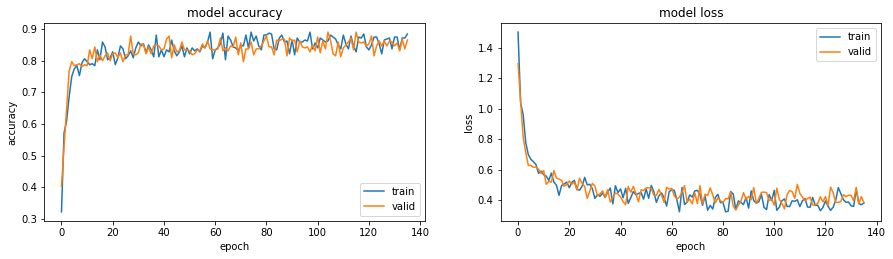 model accuracy
accuracy
0.9
0.8
0.7
0.6
0.5
0.4
0.3
train
valid
0 20 40 60 80 100 120 140
epoch
model loss
loss
1.4
1.2
1.0
0.8
0.6
0.4
train
valid
0 20 40 60 80 100 120 140
epoch